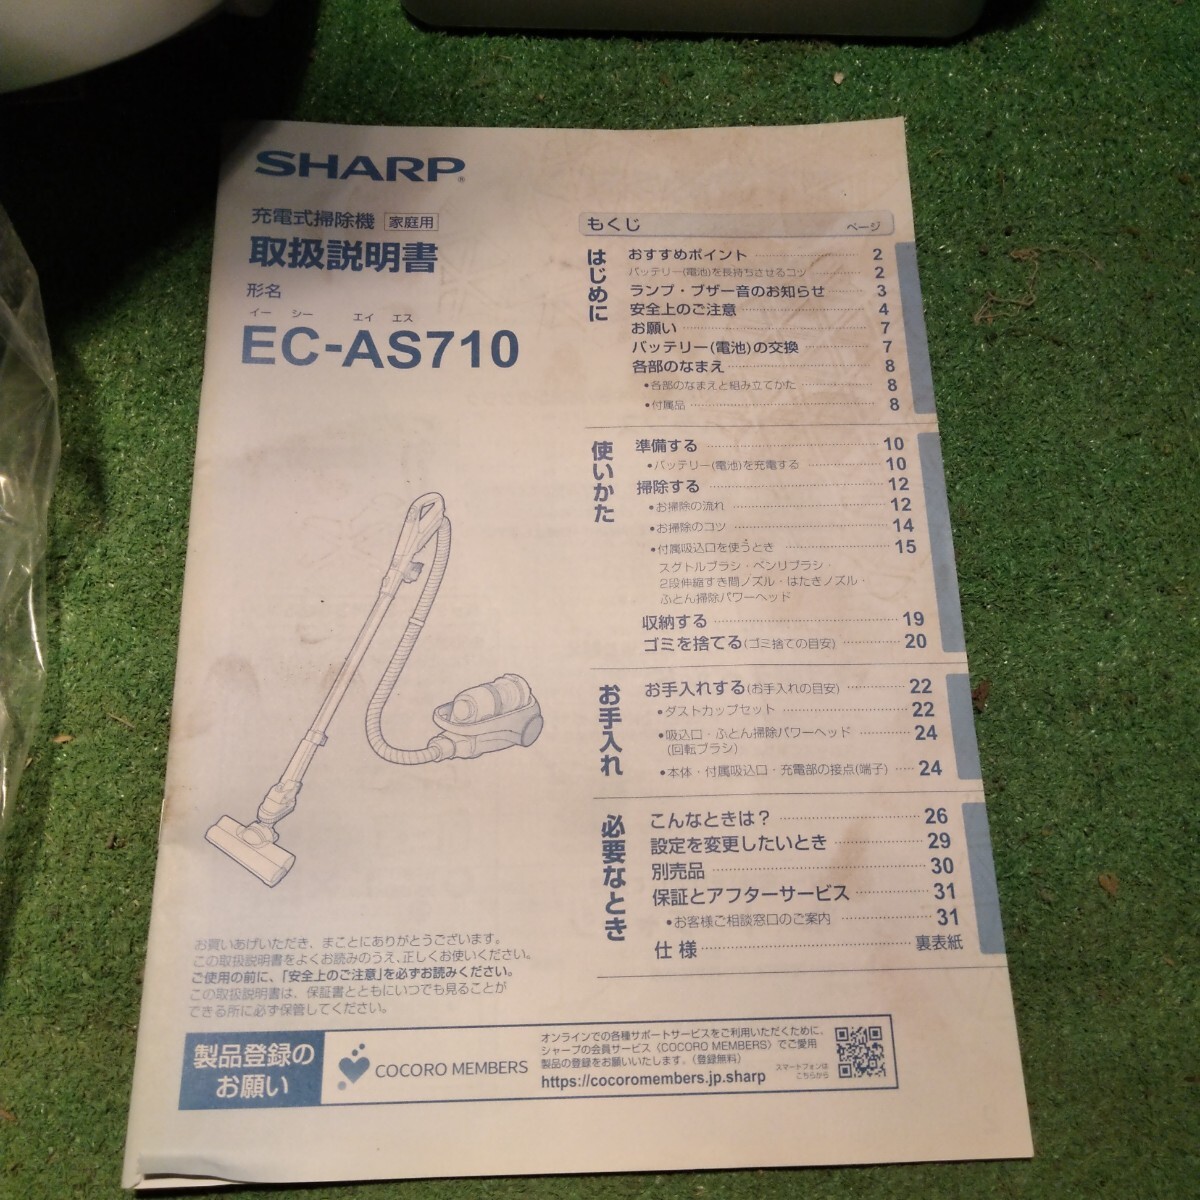 SHARP®
充電式掃除機 家庭用
取扱説明書
形名
イー シー エイ エス
EC-AS710
もくじ ページ
はじめに
おすすめポイント 2
バッテリー(電池)を長持ちさせるコツ 2
ランプ・ブザー音のお知らせ 3
安全上のご注意 4
お願い 7
バッテリー(電池)の交換 7
各部のなまえ 8
•各部のなまえと組み立てかた 8
•付属品 8
使いかた
準備する 10
•バッテリー(電池)を充電する 10
掃除する 12
•お掃除の流れ 12
•お掃除のコツ 14
•付属吸込口を使うとき 15
スグトルブラシ・ベンリブラシ・
2段伸縮すき間ノズル・はたきノズル・
ふとん掃除パワーヘッド
収納する 19
ゴミを捨てる(ゴミ捨ての目安) 20
お手入れ
お手入れする(お手入れの目安) 22
•ダストカップセット 22
•吸込口・ふとん掃除パワーヘッド 24
(回転ブラシ)
•本体・付属吸込口・充電部の接点(端子) 24
必要なとき
こんなときは? 26
設定を変更したいとき 29
別売品 30
保証とアフターサービス 31
•お客様ご相談窓口のご案内 31
仕様 裏表紙
お買いあげいただき、まことにありがとうございます。
この取扱説明書をよくお読みのうえ、正しくお使いください。
ご使用の前に、「安全上のご注意」を必ずお読みください。
この取扱説明書は、保証書とともにいつでも見ることが
できる所に必ず保管してください。
製品登録の
お願い
COCORO MEMBERS
オンラインでの各種サポートサービスをご利用いただくために、
シャープの会員サービス〈COCORO MEMBERS〉でご愛用
製品の登録をお願いいたします。(登録無料)
https://cocoromembers.jp.sharp
スマートフォンは
こちらから